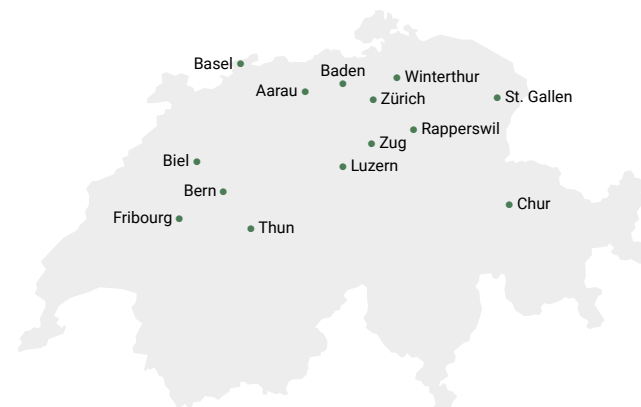 Basel
Baden
Winterthur
Aarau
Zürich
St. Gallen
Rapperswil
Zug
Biel
Luzern
Bern
Chur
Fribourg
Thun